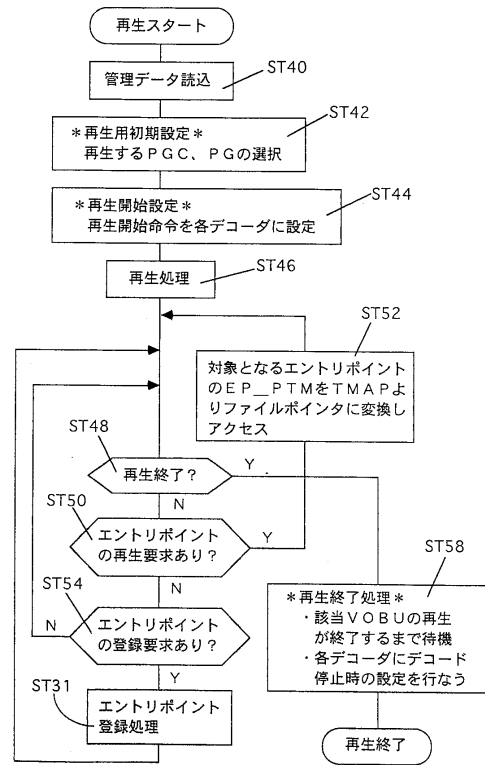 再生スタート
管理データ読込
ST40
ST42
＊再生用初期設定＊
再生するＰＧＣ、ＰＧの選択
ST44
＊再生開始設定＊
再生開始命令を各デコーダに設定
再生処理
ST46
ST52
対象となるエントリポイント
のＥＰ＿ＰＴＭをＴＭＡＰよ
りファイルポインタに変換し
アクセス
ST48
再生終了？
Y
N
ST50
エントリポイント
の再生要求あり？
Y
N
ST54
エントリポイント
の登録要求あり？
N
Y
ST31
エントリポイント
登録処理
ST58
＊再生終了処理＊
・該当ＶＯＢＵの再生
が終了するまで待機
・各デコーダにデコード
停止時の設定を行なう
再生終了